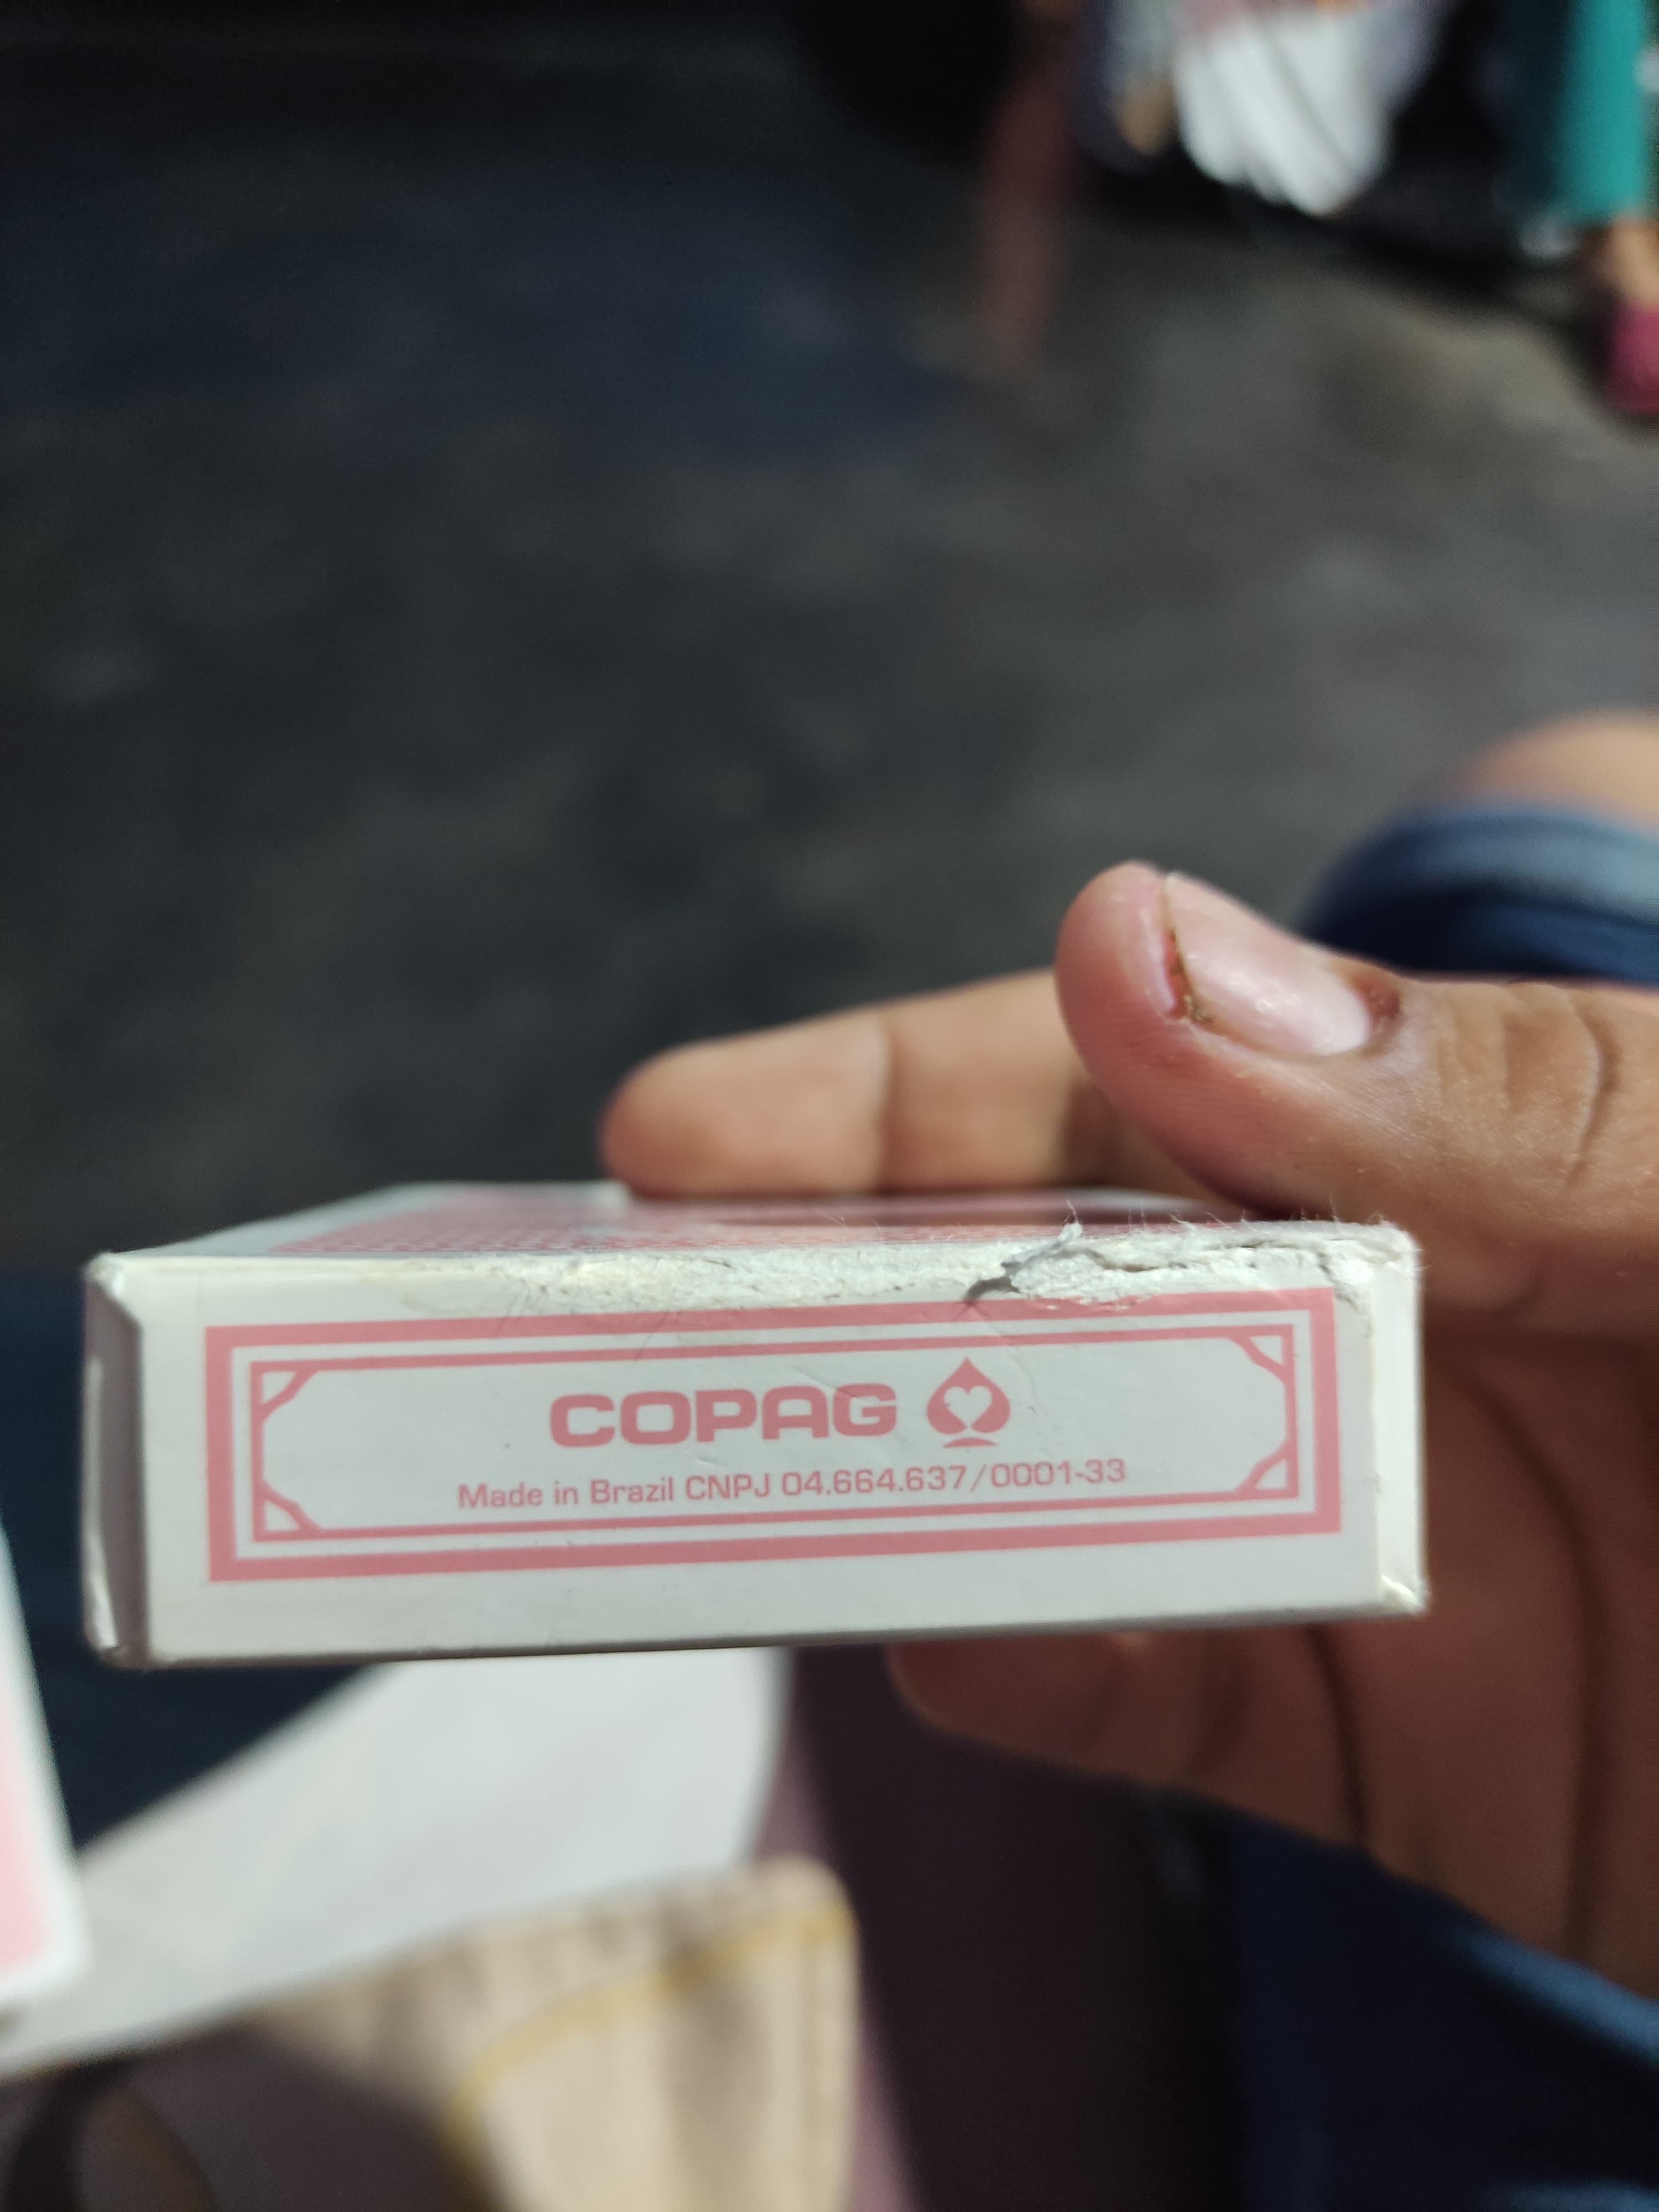 COPAG
Made in Brazil CNPJ 04.664.637/0001-33